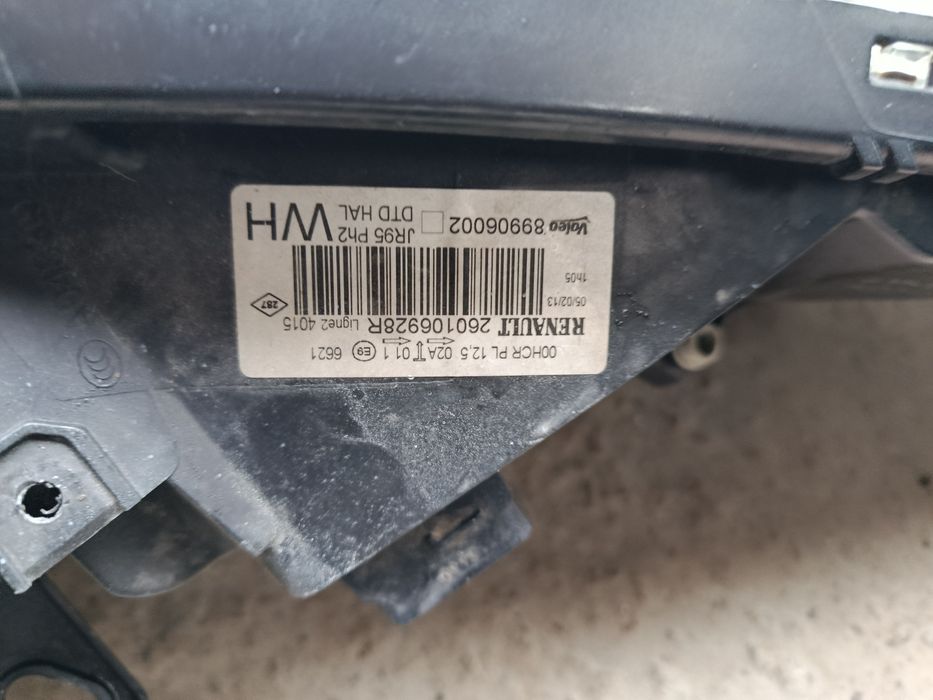 00HCR PL 12,5 02A 01 1 E9 6621
RENAULT 260106928R Ligne2 4015
05/02/13 1h05
287
Valeo 89906002 JR95 Ph2 WH
DTD HAL